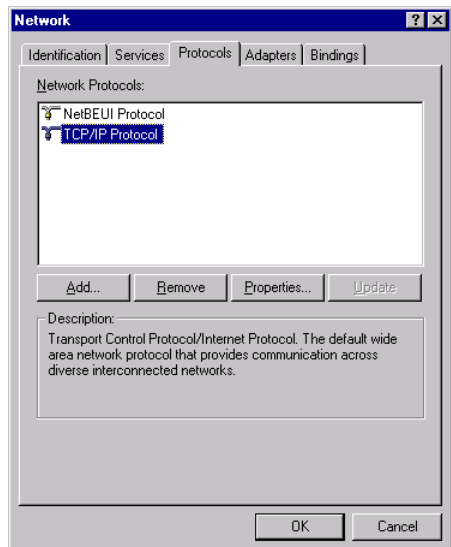 Network
Identification Services Protocols Adapters Bindings
Network Protocols:
NetBEUI Protocol
TCP/IP Protocol
Add... Remove Properties... Update
Description:
Transport Control Protocol/Internet Protocol. The default wide
area network protocol that provides communication across
diverse interconnected networks.
OK Cancel